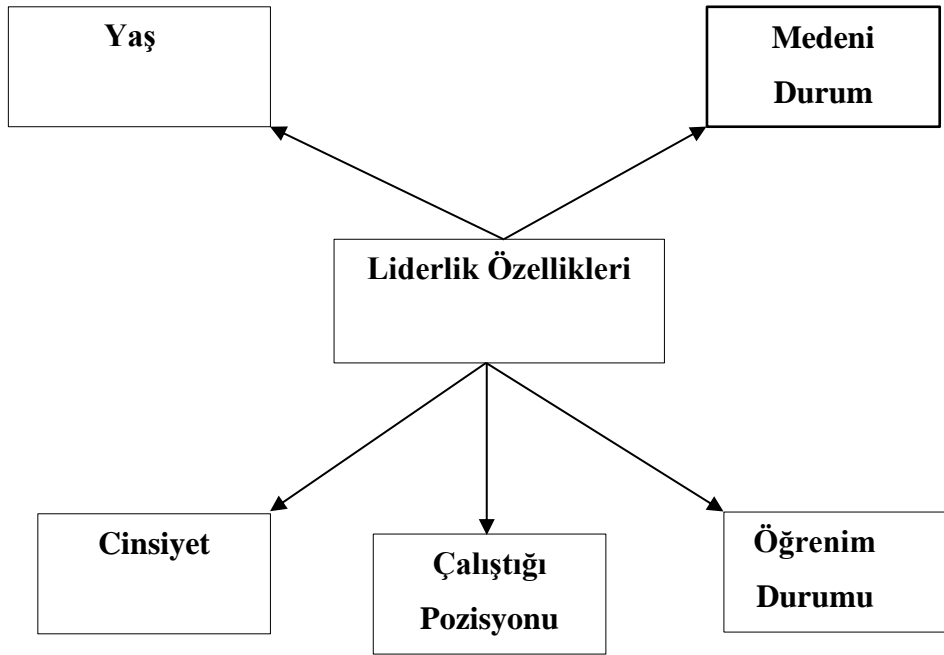 Yaş
Medeni
Durum
Liderlik Özellikleri
Cinsiyet
Çalıştığı
Pozisyonu
Öğrenim
Durumu